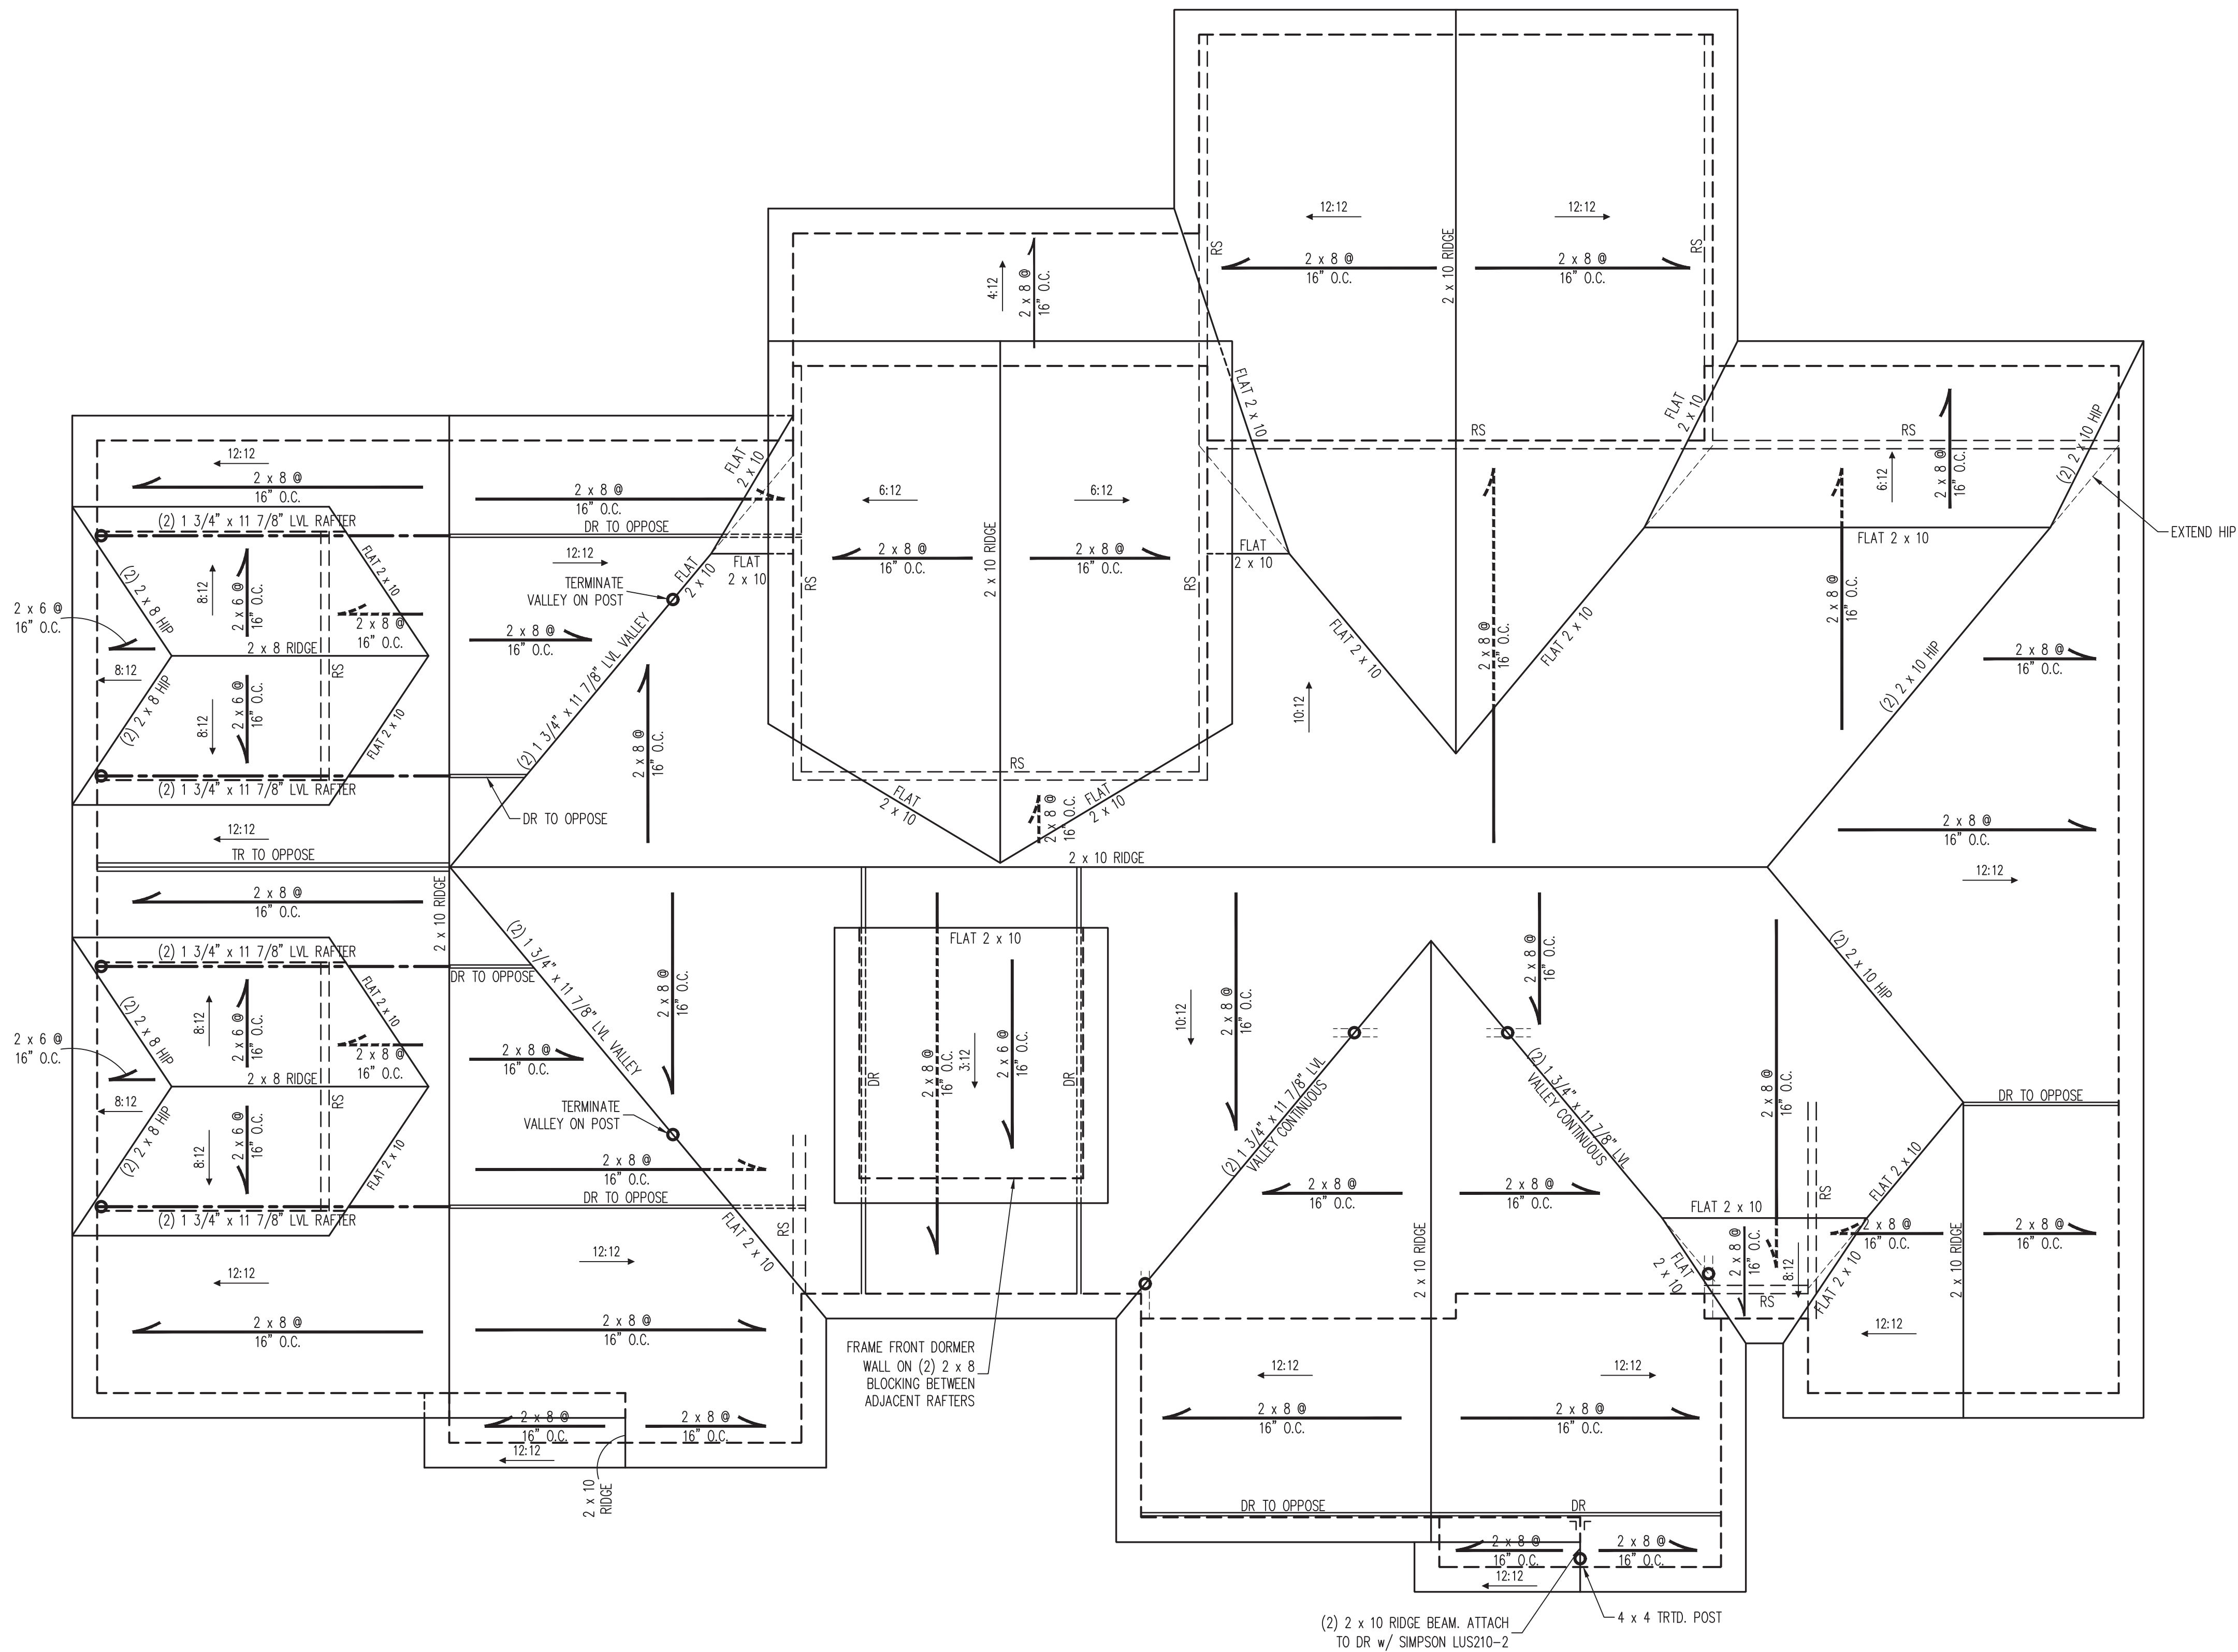 12:12
12:12
2 x 8 @
16" O.C.
2 x 8 @
16" O.C.
RS
2 x 10 RIDGE
RS
4:12
2 x 8 @
16" O.C.
FLAT 2 x 10
FLAT
2 x 10
RS
RS
6:12
2 x 8 @
16" O.C.
(2) 2 x 10 HIP
EXTEND HIP
FLAT 2 x 10
12:12
2 x 8 @
16" O.C.
2 x 8 @
16" O.C.
FLAT
2 x 10
6:12
6:12
(2) 1 3/4" x 11 7/8" LVL RAFTER
DR TO OPPOSE
12:12
FLAT
2 x 10
FLAT
2 x 10
2 x 8 @
16" O.C.
2 x 10 RIDGE
2 x 8 @
16" O.C.
RS
RS
FLAT
2 x 10
TERMINATE
VALLEY ON POST
(2) 2 x 8 HIP
8:12
2 x 6 @
16" O.C.
FLAT 2 x 10
2 x 6 @
16" O.C.
2 x 8 @
16" O.C.
2 x 8 RIDGE
RS
8:12
(2) 2 x 8 HIP
8:12
2 x 6 @
16" O.C.
FLAT 2 x 10
(2) 1 3/4" x 11 7/8" LVL RAFTER
2 x 8 @
16" O.C.
(2) 1 3/4" x 11 7/8" LVL VALLEY
2 x 8 @
16" O.C.
DR TO OPPOSE
RS
FLAT
2 x 10
2 x 8 @
16" O.C.
FLAT
2 x 10
FLAT 2 x 10
10:12
2 x 8 @
16" O.C.
FLAT 2 x 10
2 x 8 @
16" O.C.
(2) 2 x 10 HIP
2 x 8 @
16" O.C.
2 x 8 @
16" O.C.
12:12
12:12
TR TO OPPOSE
2 x 10 RIDGE
2 x 8 @
16" O.C.
2 x 10 RIDGE
(2) 1 3/4" x 11 7/8" LVL RAFTER
DR TO OPPOSE
(2) 1 3/4" x 11 7/8" LVL VALLEY
2 x 8 @
16" O.C.
(2) 2 x 8 HIP
8:12
2 x 6 @
16" O.C.
FLAT 2 x 10
2 x 6 @
16" O.C.
2 x 8 @
16" O.C.
2 x 8 RIDGE
RS
8:12
(2) 2 x 8 HIP
8:12
2 x 6 @
16" O.C.
FLAT 2 x 10
(2) 1 3/4" x 11 7/8" LVL RAFTER
2 x 8 @
16" O.C.
TERMINATE
VALLEY ON POST
2 x 8 @
16" O.C.
DR TO OPPOSE
FLAT 2 x 10
RS
FLAT 2 x 10
DR
2 x 8 @
16" O.C.
3:12
2 x 6 @
16" O.C.
DR
10:12
2 x 8 @
16" O.C.
(2) 1 3/4" x 11 7/8" LVL
VALLEY CONTINUOUS
2 x 8 @
16" O.C.
(2) 1 3/4" x 11 7/8" LVL
VALLEY CONTINUOUS
2 x 8 @
16" O.C.
(2) 2 x 10 HIP
DR TO OPPOSE
2 x 8 @
16" O.C.
2 x 10 RIDGE
2 x 8 @
16" O.C.
FLAT 2 x 10
RS
FLAT 2 x 10
FLAT
2 x 10
2 x 8 @
16" O.C.
8:12
RS
FLAT 2 x 10
2 x 8 @
16" O.C.
2 x 10 RIDGE
2 x 8 @
16" O.C.
12:12
12:12
2 x 8 @
16" O.C.
12:12
2 x 8 @
16" O.C.
FRAME FRONT DORMER
WALL ON (2) 2 x 8
BLOCKING BETWEEN
ADJACENT RAFTERS
12:12
12:12
2 x 8 @
16" O.C.
2 x 8 @
16" O.C.
2 x 8 @
16" O.C.
2 x 8 @
16" O.C.
12:12
2 x 10
RIDGE
DR TO OPPOSE
DR
2 x 8 @
16" O.C.
2 x 8 @
16" O.C.
12:12
(2) 2 x 10 RIDGE BEAM. ATTACH
TO DR w/ SIMPSON LUS210-2
4 x 4 TRTD. POST